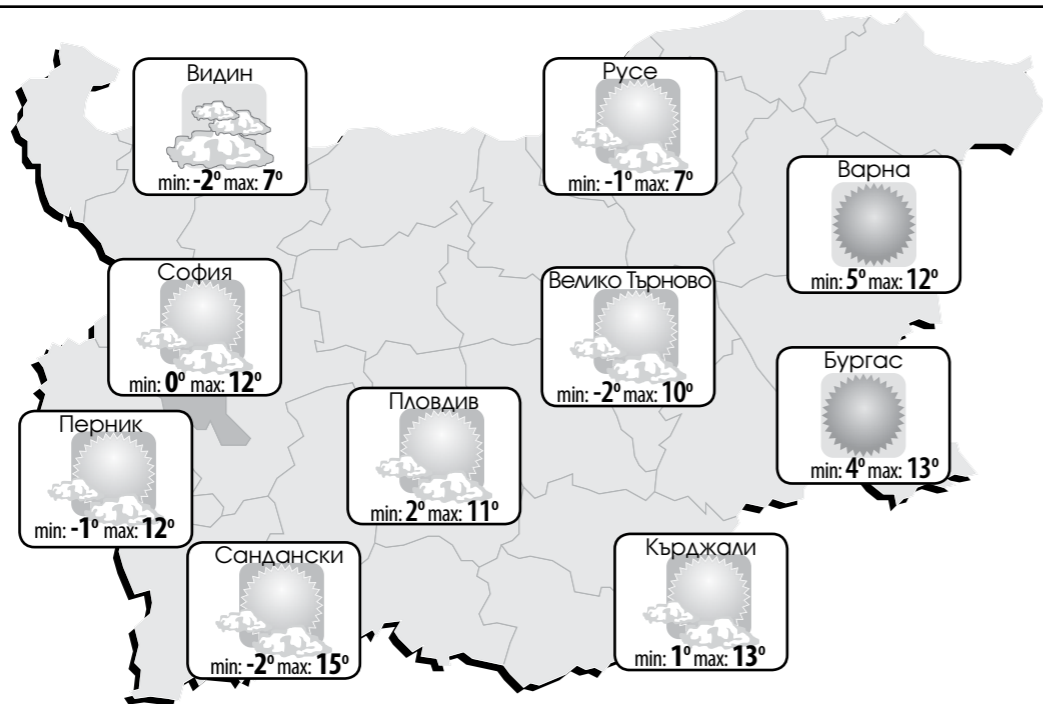 Видин
min: -2° max: 7°
Русе
min: -1° max: 7°
Варна
min: 5° max: 12°
София
min: 0° max: 12°
Велико Търново
min: -2° max: 10°
Бургас
min: 4° max: 13°
Пловдив
min: 2° max: 11°
Перник
min: -1° max: 12°
Сандански
min: -2° max: 15°
Кърджали
min: 1° max: 13°